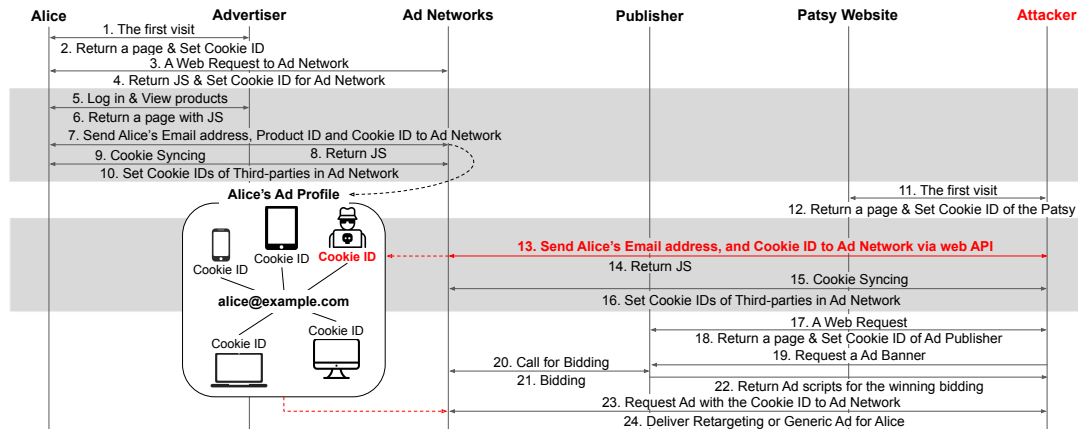 Alice
Advertiser
Ad Networks
Publisher
Patsy Website
Attacker
1. The first visit
2. Return a page & Set Cookie ID
3. A Web Request to Ad Network
4. Return JS & Set Cookie ID for Ad Network
5. Log in & View products
6. Return a page with JS
7. Send Alice's Email address, Product ID and Cookie ID to Ad Network
9. Cookie Syncing
8. Return JS
10. Set Cookie IDs of Third-parties in Ad Network
Alice's Ad Profile
11. The first visit
12. Return a page & Set Cookie ID of the Patsy
13. Send Alice's Email address, and Cookie ID to Ad Network via web API
Cookie ID
Cookie ID
Cookie ID
14. Return JS
15. Cookie Syncing
alice@example.com
16. Set Cookie IDs of Third-parties in Ad Network
17. A Web Request
Cookie ID
Cookie ID
18. Return a page & Set Cookie ID of Ad Publisher
19. Request a Ad Banner
20. Call for Bidding
21. Bidding
22. Return Ad scripts for the winning bidding
23. Request Ad with the Cookie ID to Ad Network
24. Deliver Retargeting or Generic Ad for Alice